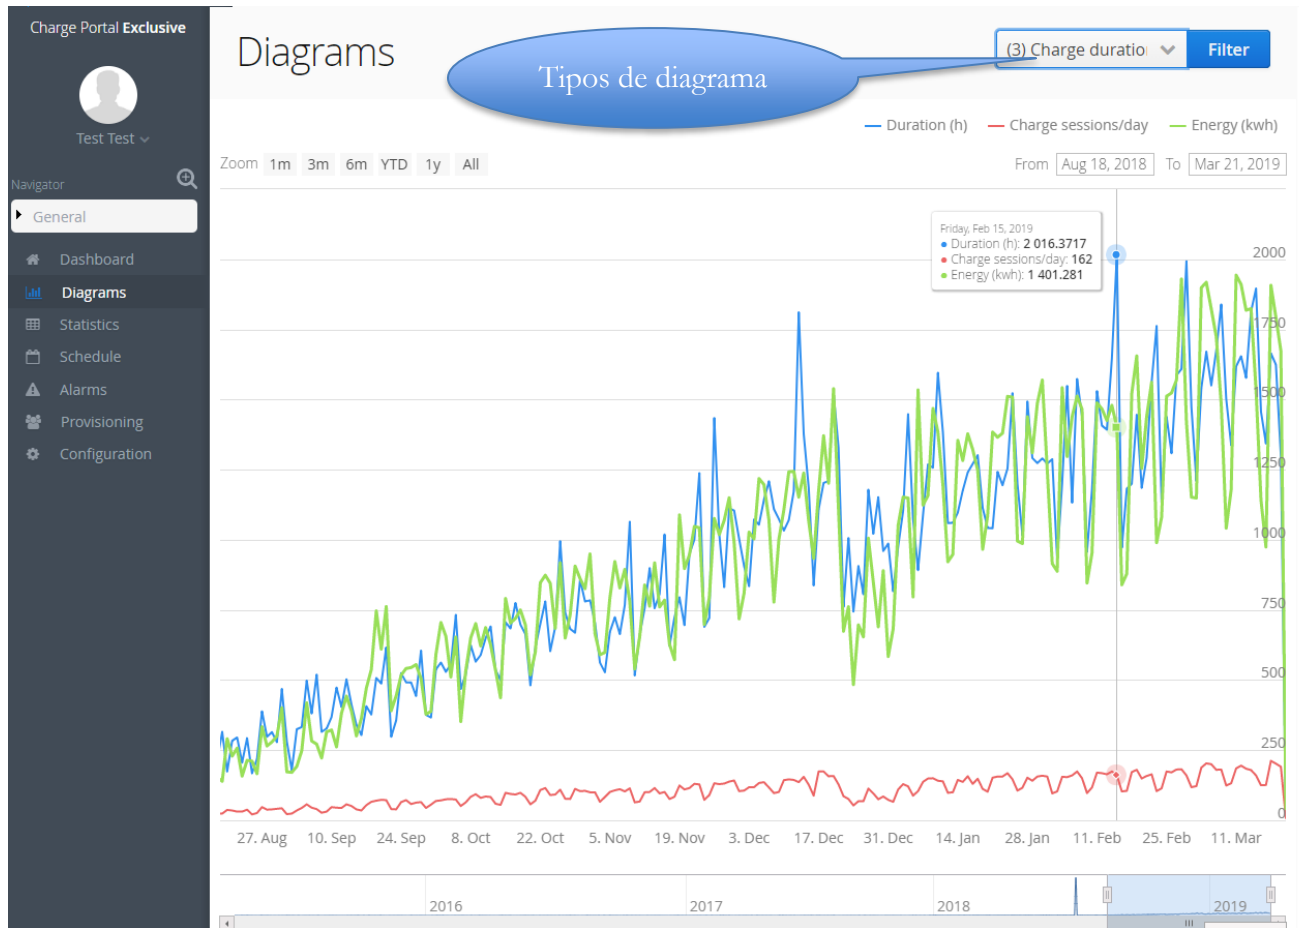 Charge Portal Exclusive
Test Test
Navigator
General
Dashboard
Diagrams
Statistics
Schedule
Alarms
Provisioning
Configuration
Diagrams
Tipos de diagrama
(3) Charge duration
Filter
Duration (h) Charge sessions/day Energy (kwh)
Zoom 1m 3m 6m YTD 1y All
From Aug 18, 2018 To Mar 21, 2019
Friday, Feb 15, 2019
Duration (h): 2 016.3717
Charge sessions/day: 162
Energy (kwh): 1 401.281
2000
1750
1500
1250
1000
750
500
250
0
27. Aug 10. Sep 24. Sep 8. Oct 22. Oct 5. Nov 19. Nov 3. Dec 17. Dec 31. Dec 14. Jan 28. Jan 11. Feb 25. Feb 11. Mar
2016 2017 2018 2019